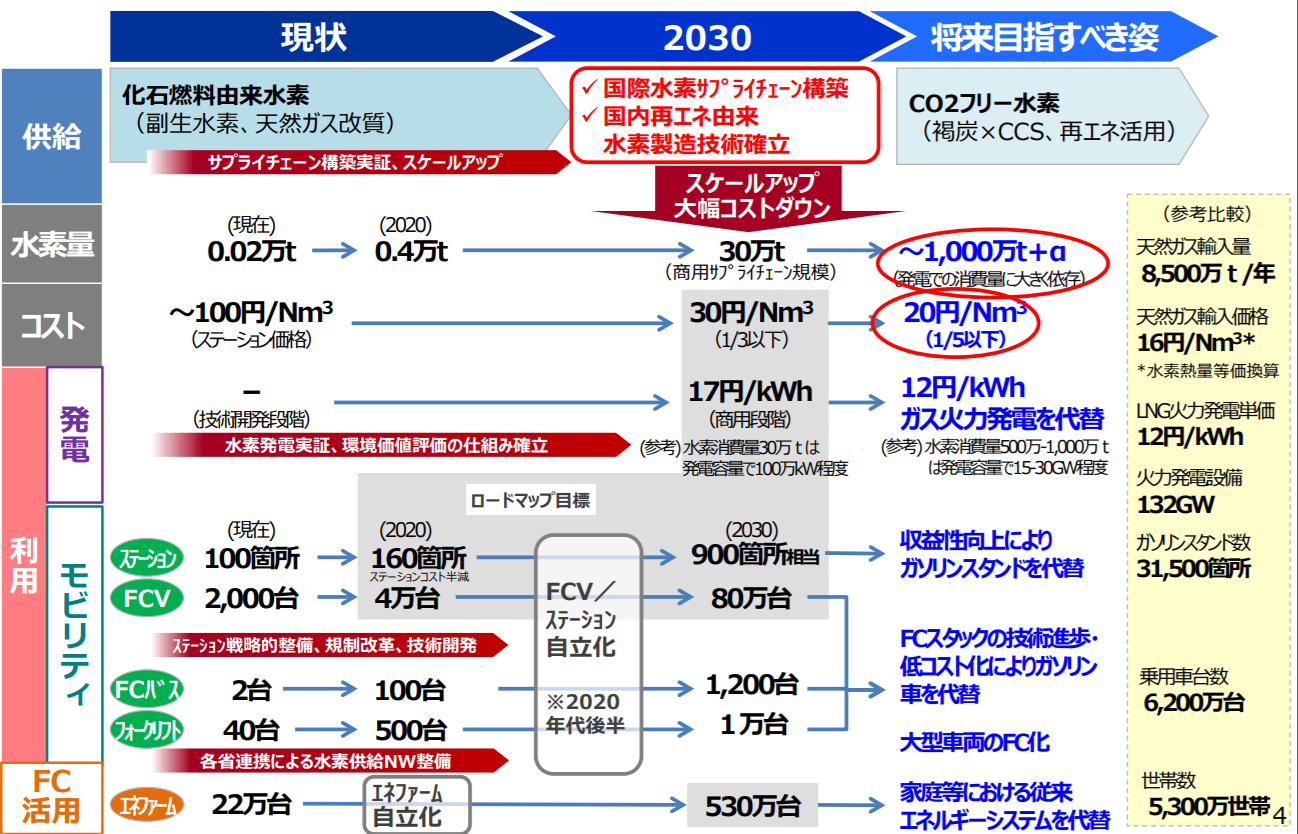 現状
2030
将来目指すべき姿
供給
化石燃料由来水素
（副生水素、天然ガス改質）
サプライチェーン構築実証、スケールアップ
✓ 国際水素ｻﾌﾟﾗｲﾁｪｰﾝ構築
✓ 国内再エネ由来
水素製造技術確立
CO2フリー水素
（褐炭×CCS、再エネ活用）
スケールアップ
大幅コストダウン
水素量
(現在)
0.02万t
(2020)
0.4万t
30万t
(商用ｻﾌﾟﾗｲﾁｪｰﾝ規模)
～1,000万t+α
(発電での消費量に大きく依存)
コスト
～100円/Nm³
(ステーション価格)
30円/Nm³
(1/3以下)
20円/Nm³
(1/5以下)
利用
発電
－
(技術開発段階)
17円/kWh
(商用段階)
12円/kWh
ガス火力発電を代替
水素発電実証、環境価値評価の仕組み確立
(参考) 水素消費量30万ｔは
発電容量で100万kW程度
(参考) 水素消費量500万-1,000万ｔ
は発電容量で15-30GW程度
ロードマップ目標
モビリティ
(現在)
(2020)
(2030)
ｽﾃｰｼｮﾝ
100箇所
160箇所
ステーションコスト半減
900箇所相当
収益性向上により
ガソリンスタンドを代替
FCV
2,000台
4万台
80万台
FCV／
ｽﾃｰｼｮﾝ
自立化
※2020
年代後半
ｽﾃｰｼｮﾝ戦略的整備、規制改革、技術開発
FCスタックの技術進歩・
低コスト化によりガソリン
車を代替
FCﾊﾞｽ
2台
100台
1,200台
ﾌｫｰｸﾘﾌﾄ
40台
500台
1万台
大型車両のFC化
各省連携による水素供給NW整備
FC
活用
ｴﾈﾌｧｰﾑ
22万台
ｴﾈﾌｧｰﾑ
自立化
530万台
家庭等における従来
エネルギーシステムを代替
（参考比較）
天然ガス輸入量
8,500万ｔ/年
天然ガス輸入価格
16円/Nm³*
*水素熱量等価換算
LNG火力発電単価
12円/kWh
火力発電設備
132GW
ガソリンスタンド数
31,500箇所
乗用車台数
6,200万台
世帯数
5,300万世帯
4